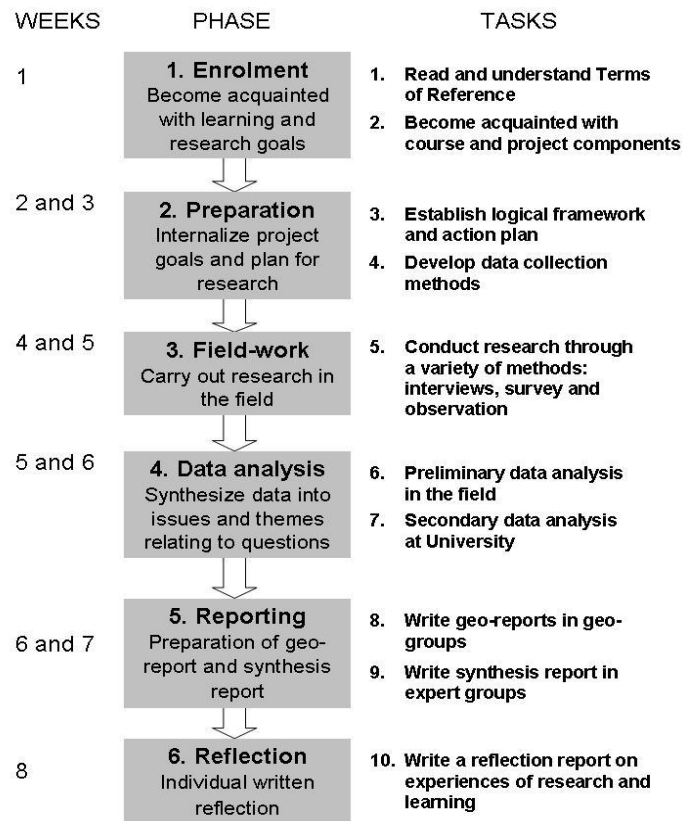 WEEKS PHASE TASKS
1
1. Enrolment
Become acquainted
with learning and
research goals
1. Read and understand Terms
of Reference
2. Become acquainted with
course and project components
2 and 3
2. Preparation
Internalize project
goals and plan for
research
3. Establish logical framework
and action plan
4. Develop data collection
methods
4 and 5
3. Field-work
Carry out research in
the field
5. Conduct research through
a variety of methods:
interviews, survey and
observation
5 and 6
4. Data analysis
Synthesize data into
issues and themes
relating to questions
6. Preliminary data analysis
in the field
7. Secondary data analysis
at University
6 and 7
5. Reporting
Preparation of geo-
report and synthesis
report
8. Write geo-reports in geo-
groups
9. Write synthesis report in
expert groups
8
6. Reflection
Individual written
reflection
10. Write a reflection report on
experiences of research and
learning